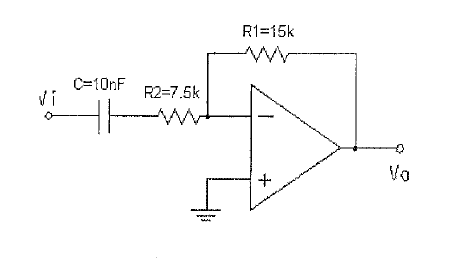 R1=15k
C=10nF
R2=7.5k
Vi
−
+
Vo